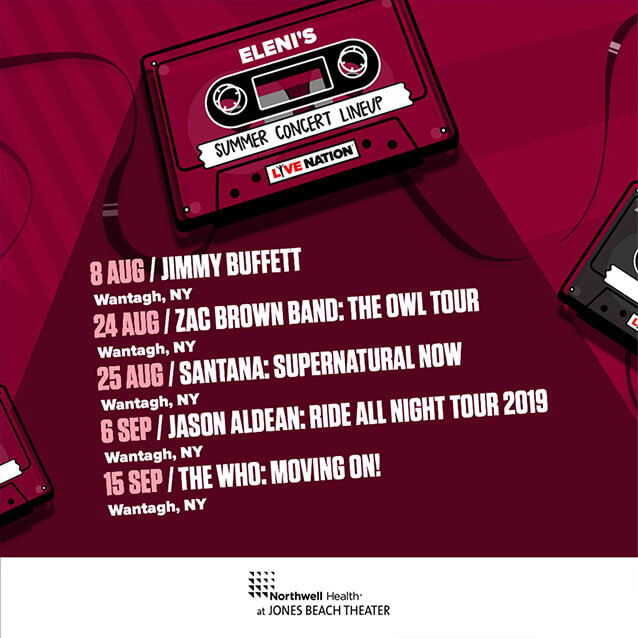 ELENI'S
SUMMER CONCERT LINEUP
LIVE NATION
8 AUG / JIMMY BUFFETT
Wantagh, NY
24 AUG / ZAC BROWN BAND: THE OWL TOUR
Wantagh, NY
25 AUG / SANTANA: SUPERNATURAL NOW
Wantagh, NY
6 SEP / JASON ALDEAN: RIDE ALL NIGHT TOUR 2019
Wantagh, NY
15 SEP / THE WHO: MOVING ON!
Wantagh, NY
Northwell Health
at JONES BEACH THEATER